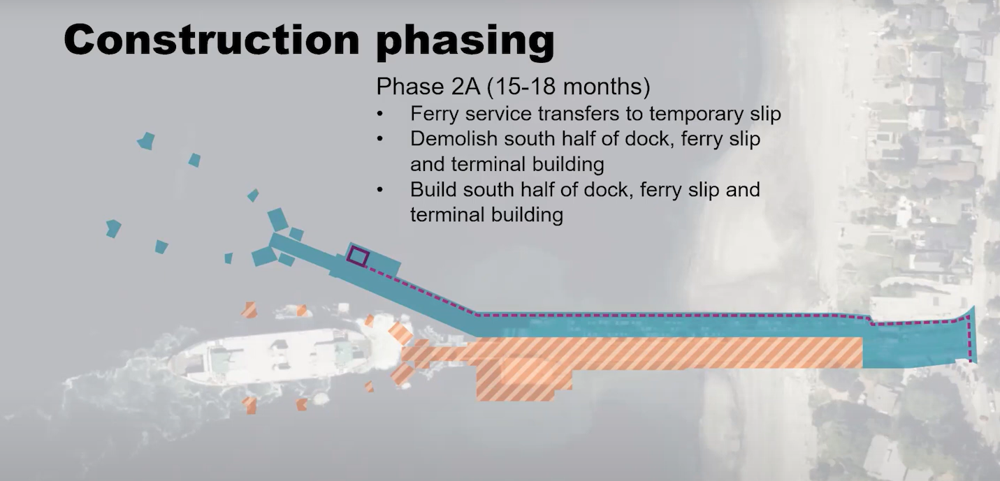 Construction phasing
Phase 2A (15-18 months)
• Ferry service transfers to temporary slip
• Demolish south half of dock, ferry slip
and terminal building
• Build south half of dock, ferry slip and
terminal building